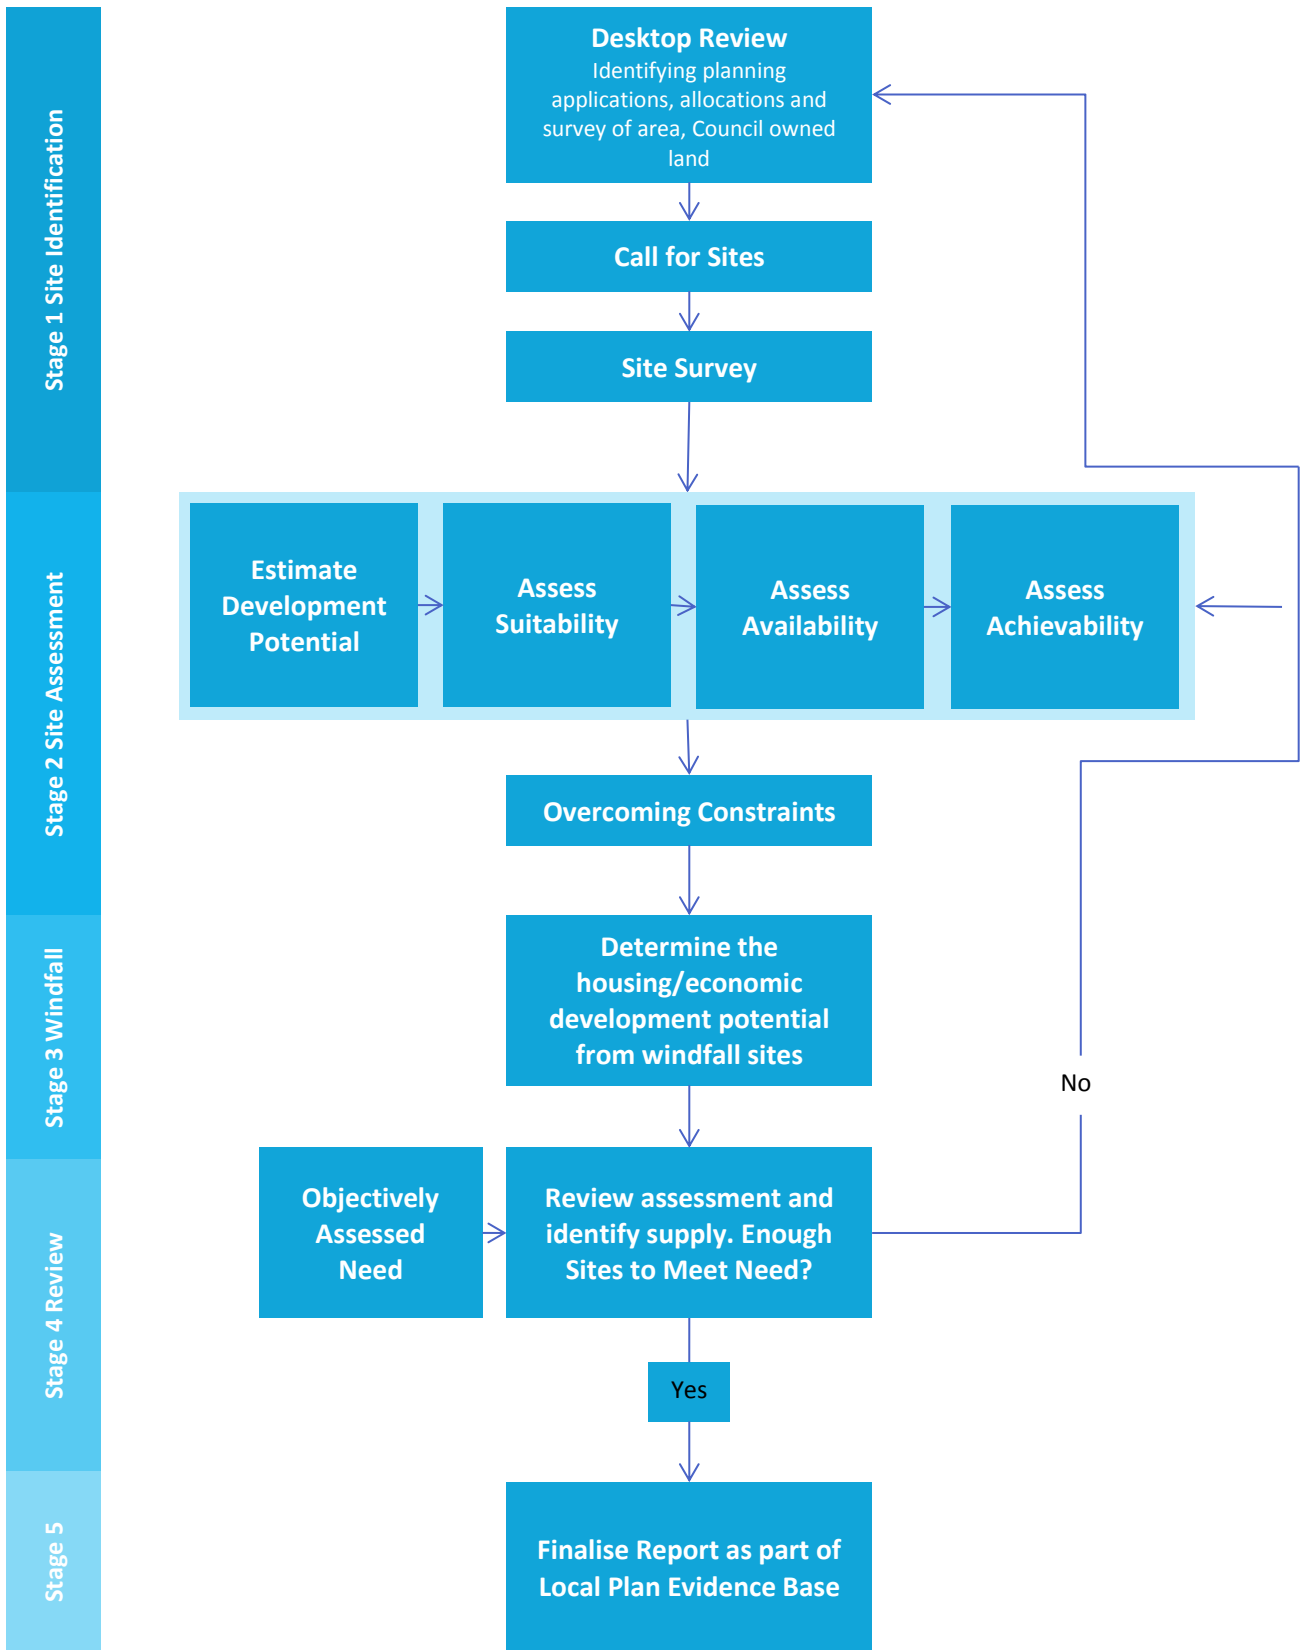 Stage 1 Site Identification
Desktop Review
Identifying planning
applications, allocations and
survey of area, Council owned
land
Call for Sites
Site Survey
Stage 2 Site Assessment
Estimate
Development
Potential
Assess
Suitability
Assess
Availability
Assess
Achievability
Overcoming Constraints
Stage 3 Windfall
Determine the
housing/economic
development potential
from windfall sites
No
Stage 4 Review
Objectively
Assessed
Need
Review assessment and
identify supply. Enough
Sites to Meet Need?
Yes
Stage 5
Finalise Report as part of
Local Plan Evidence Base